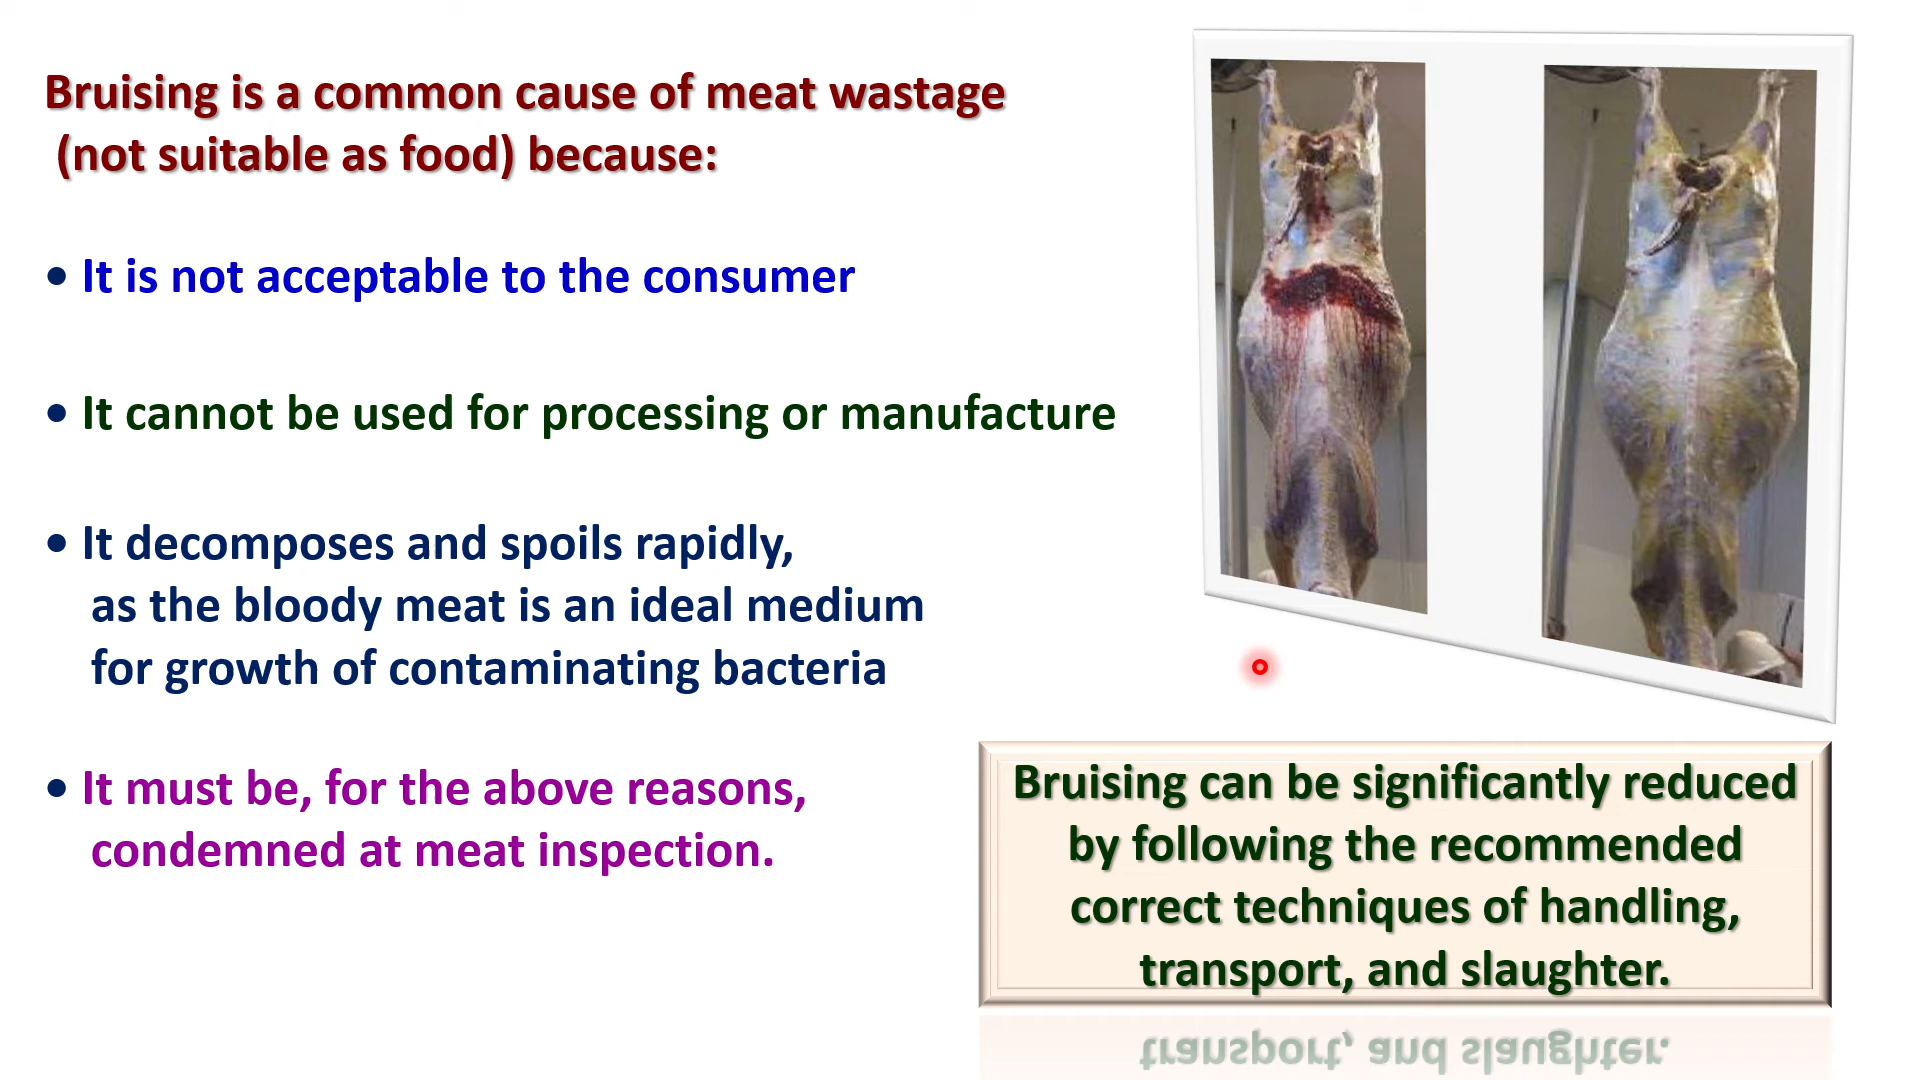 Bruising is a common cause of meat wastage
(not suitable as food) because:
• It is not acceptable to the consumer
• It cannot be used for processing or manufacture
• It decomposes and spoils rapidly,
as the bloody meat is an ideal medium
for growth of contaminating bacteria
• It must be, for the above reasons,
condemned at meat inspection.
Bruising can be significantly reduced
by following the recommended
correct techniques of handling,
transport, and slaughter.